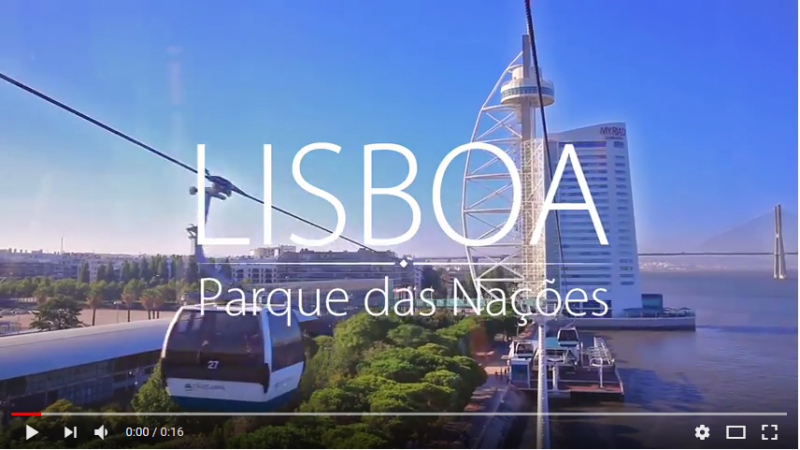 LISBOA
Parque das Nações
MYRIAD
27
0:00 / 0:16